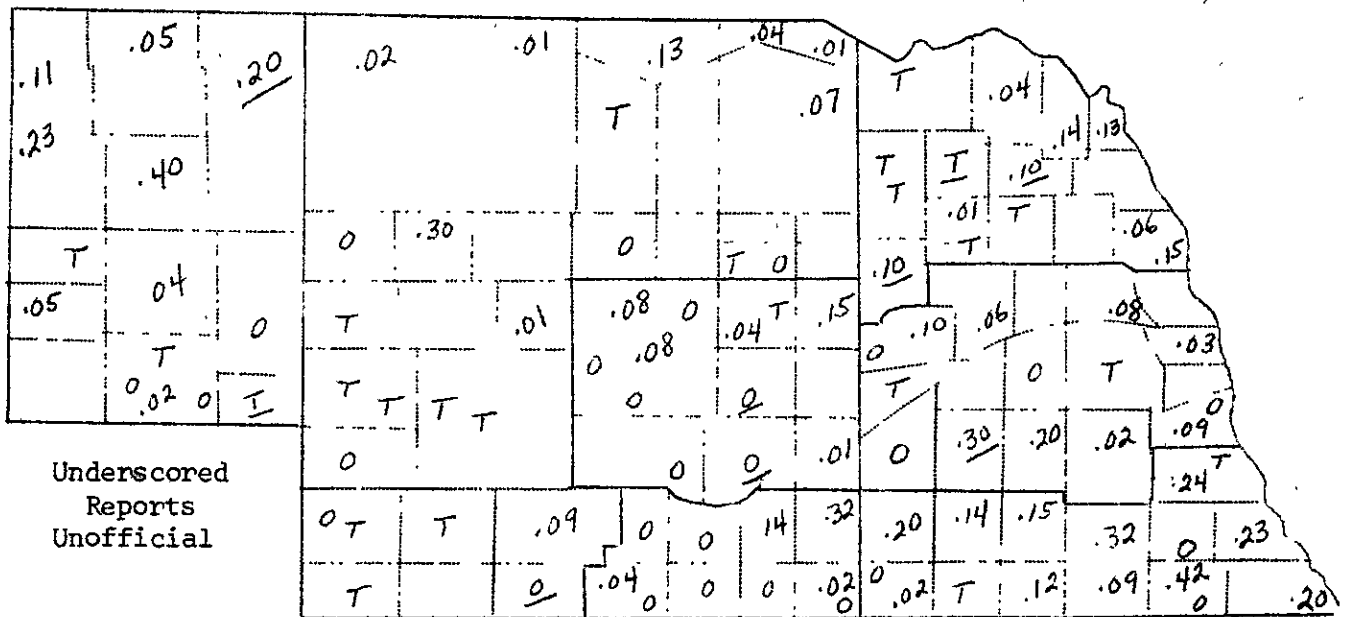 .05 .20 .02 .01 .13 .04 .01
.11 T .04
.23 T .07 .14 .13
.40 T T I .10
.01 T .06
T 0 .30 0 T 0 .10 T .15
.05 04 0 T .01 .08 0 .04 T .15 .10 .06 .08
0 .08 0 .03
T T T T T 0 0 T 0 T
0 .02 0 I 0 0 .09
0 0 0 .01 0 .30 .20 .02 T
.24
Underscored
Reports
Unofficial
0 T T .09 0 0 14 .32 .20 .14 .15 .32 0 .23
T 0 .04 0 0 0 .02 0 0 .02 T .12 .09 .42 0 .20